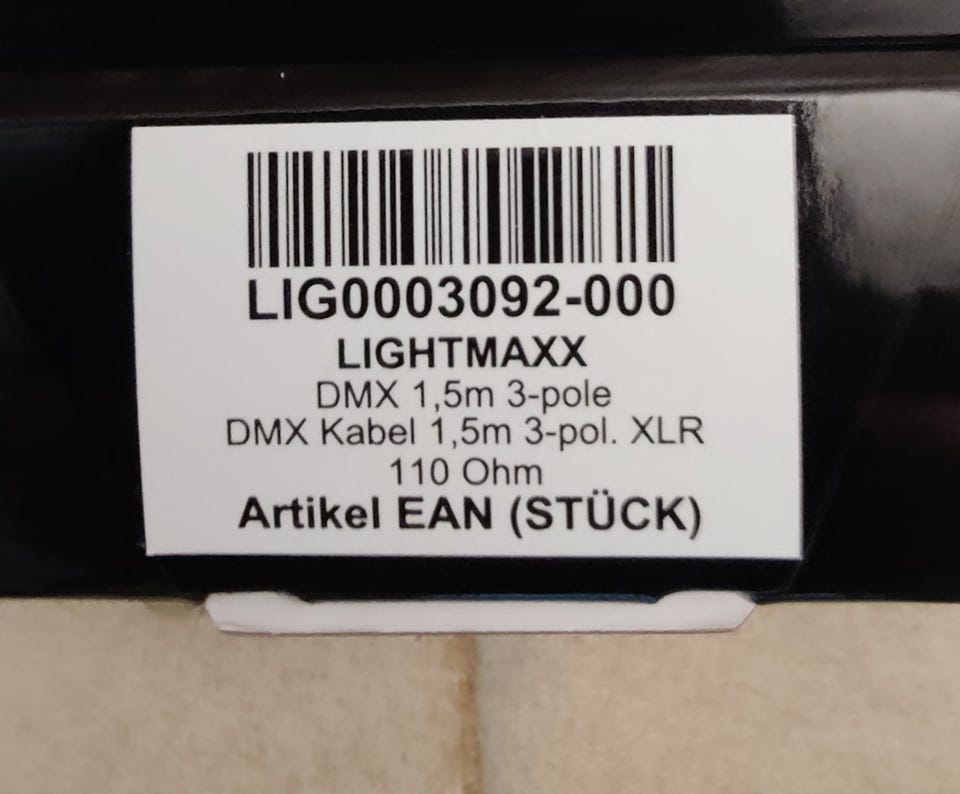 LIG0003092-000
LIGHTMAXX
DMX 1,5m 3-pole
DMX Kabel 1,5m 3-pol. XLR
110 Ohm
Artikel EAN (STÜCK)